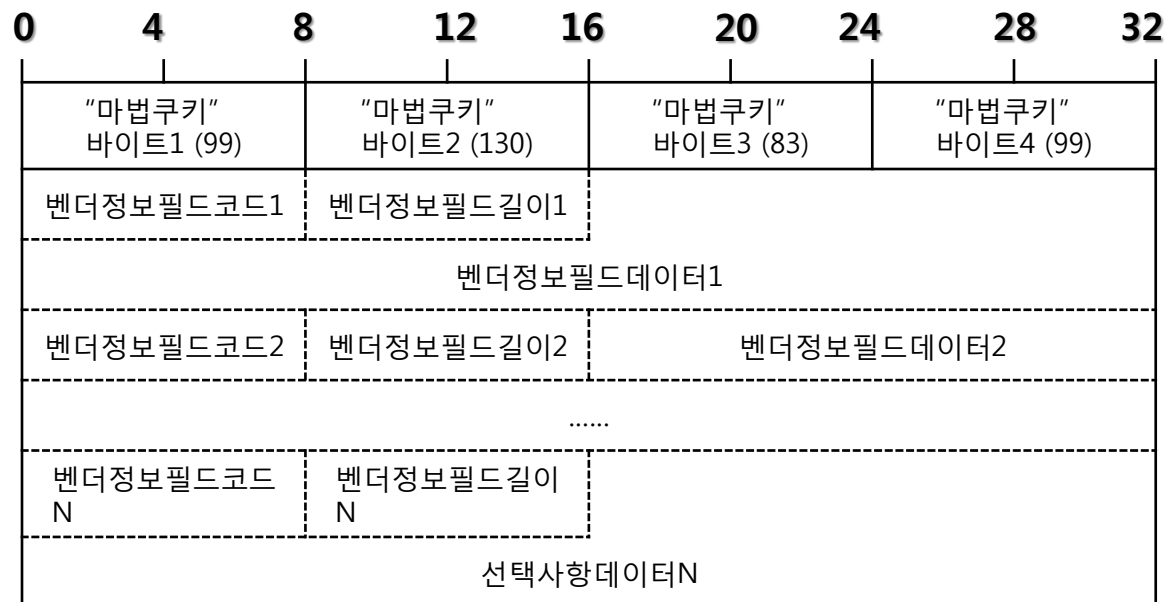 0 4 8 12 16 20 24 28 32
"마법쿠키" "마법쿠키" "마법쿠키" "마법쿠키"
바이트1 (99) 바이트2 (130) 바이트3 (83) 바이트4 (99)
벤더정보필드코드1 벤더정보필드길이1
벤더정보필드데이터1
벤더정보필드코드2 벤더정보필드길이2 벤더정보필드데이터2
......
벤더정보필드코드 벤더정보필드길이
N N
선택사항데이터N